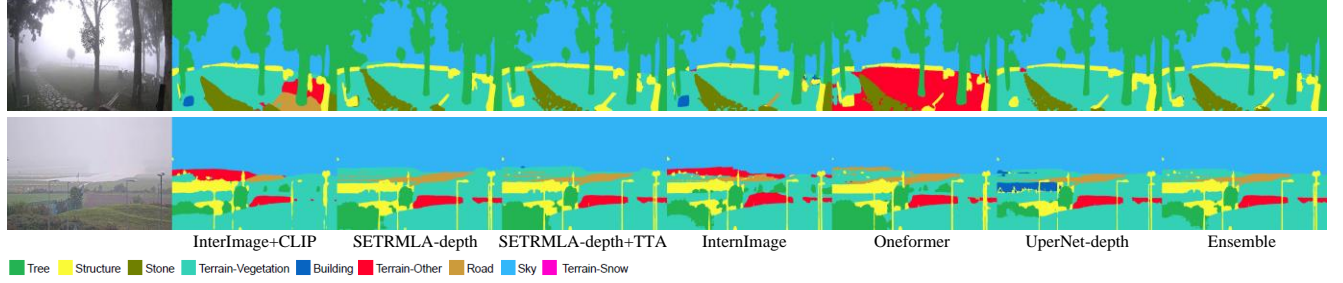 InterImage+CLIP SETRMLA-depth SETRMLA-depth+TTA InternImage Oneformer UperNet-depth Ensemble
Tree Structure Stone Terrain-Vegetation Building Terrain-Other Road Sky Terrain-Snow